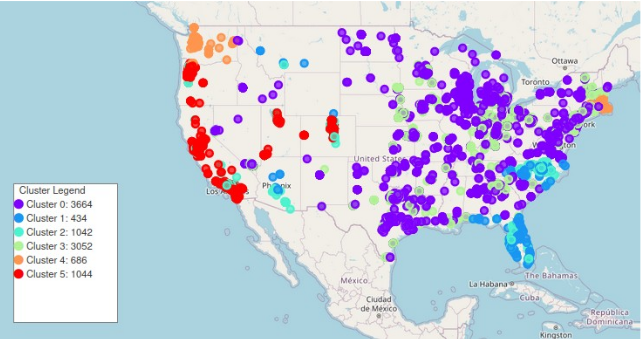 Ottawa
Toronto
ork
Washington
United States
Los Angeles
Phoenix
Cluster Legend
Cluster 0: 3664
Cluster 1: 434
Cluster 2: 1042
Cluster 3: 3052
Cluster 4: 686
Cluster 5: 1044
México
Ciudad
de México
La Habana
The Bahamas
Cuba
República
Dominicana
Kingston